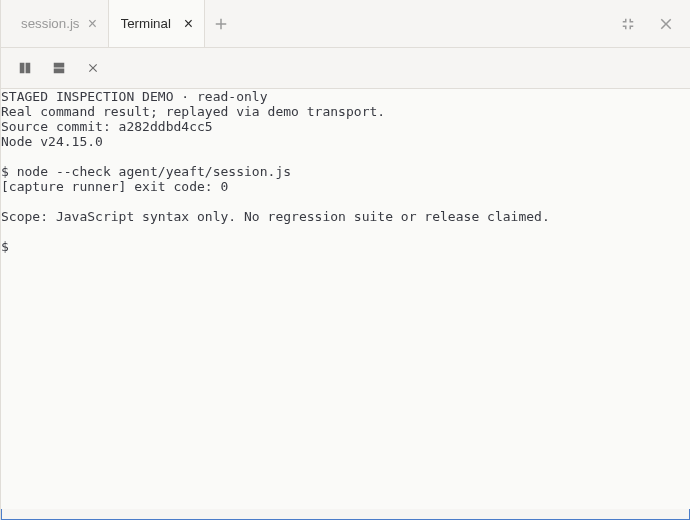 session.js
Terminal
STAGED INSPECTION DEMO · read-only
Real command result; replayed via demo transport.
Source commit: a282ddbd4cc5
Node v24.15.0
$ node --check agent/yeaft/session.js
[capture runner] exit code: 0
Scope: JavaScript syntax only. No regression suite or release claimed.
$